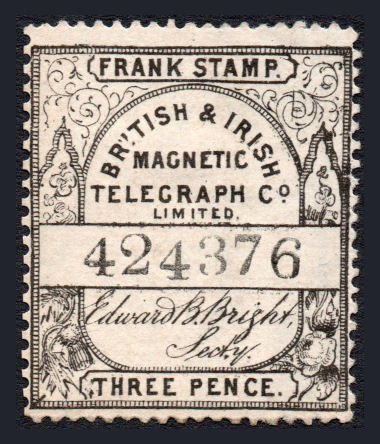 FRANK STAMP.
BRITISH & IRISH
MAGNETIC
TELEGRAPH Cº
LIMITED.
424376
Edward B. Bright,
Secty.
THREE PENCE.